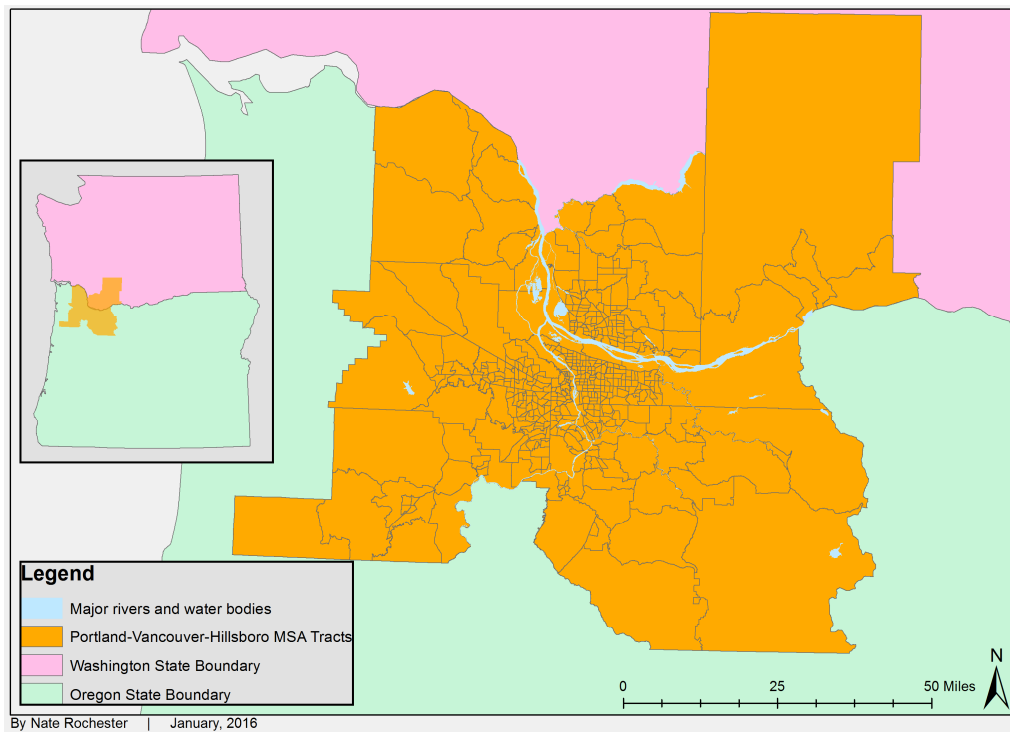 Legend
Major rivers and water bodies
Portland-Vancouver-Hillsboro MSA Tracts
Washington State Boundary
Oregon State Boundary
N
0 25 50 Miles
By Nate Rochester | January, 2016